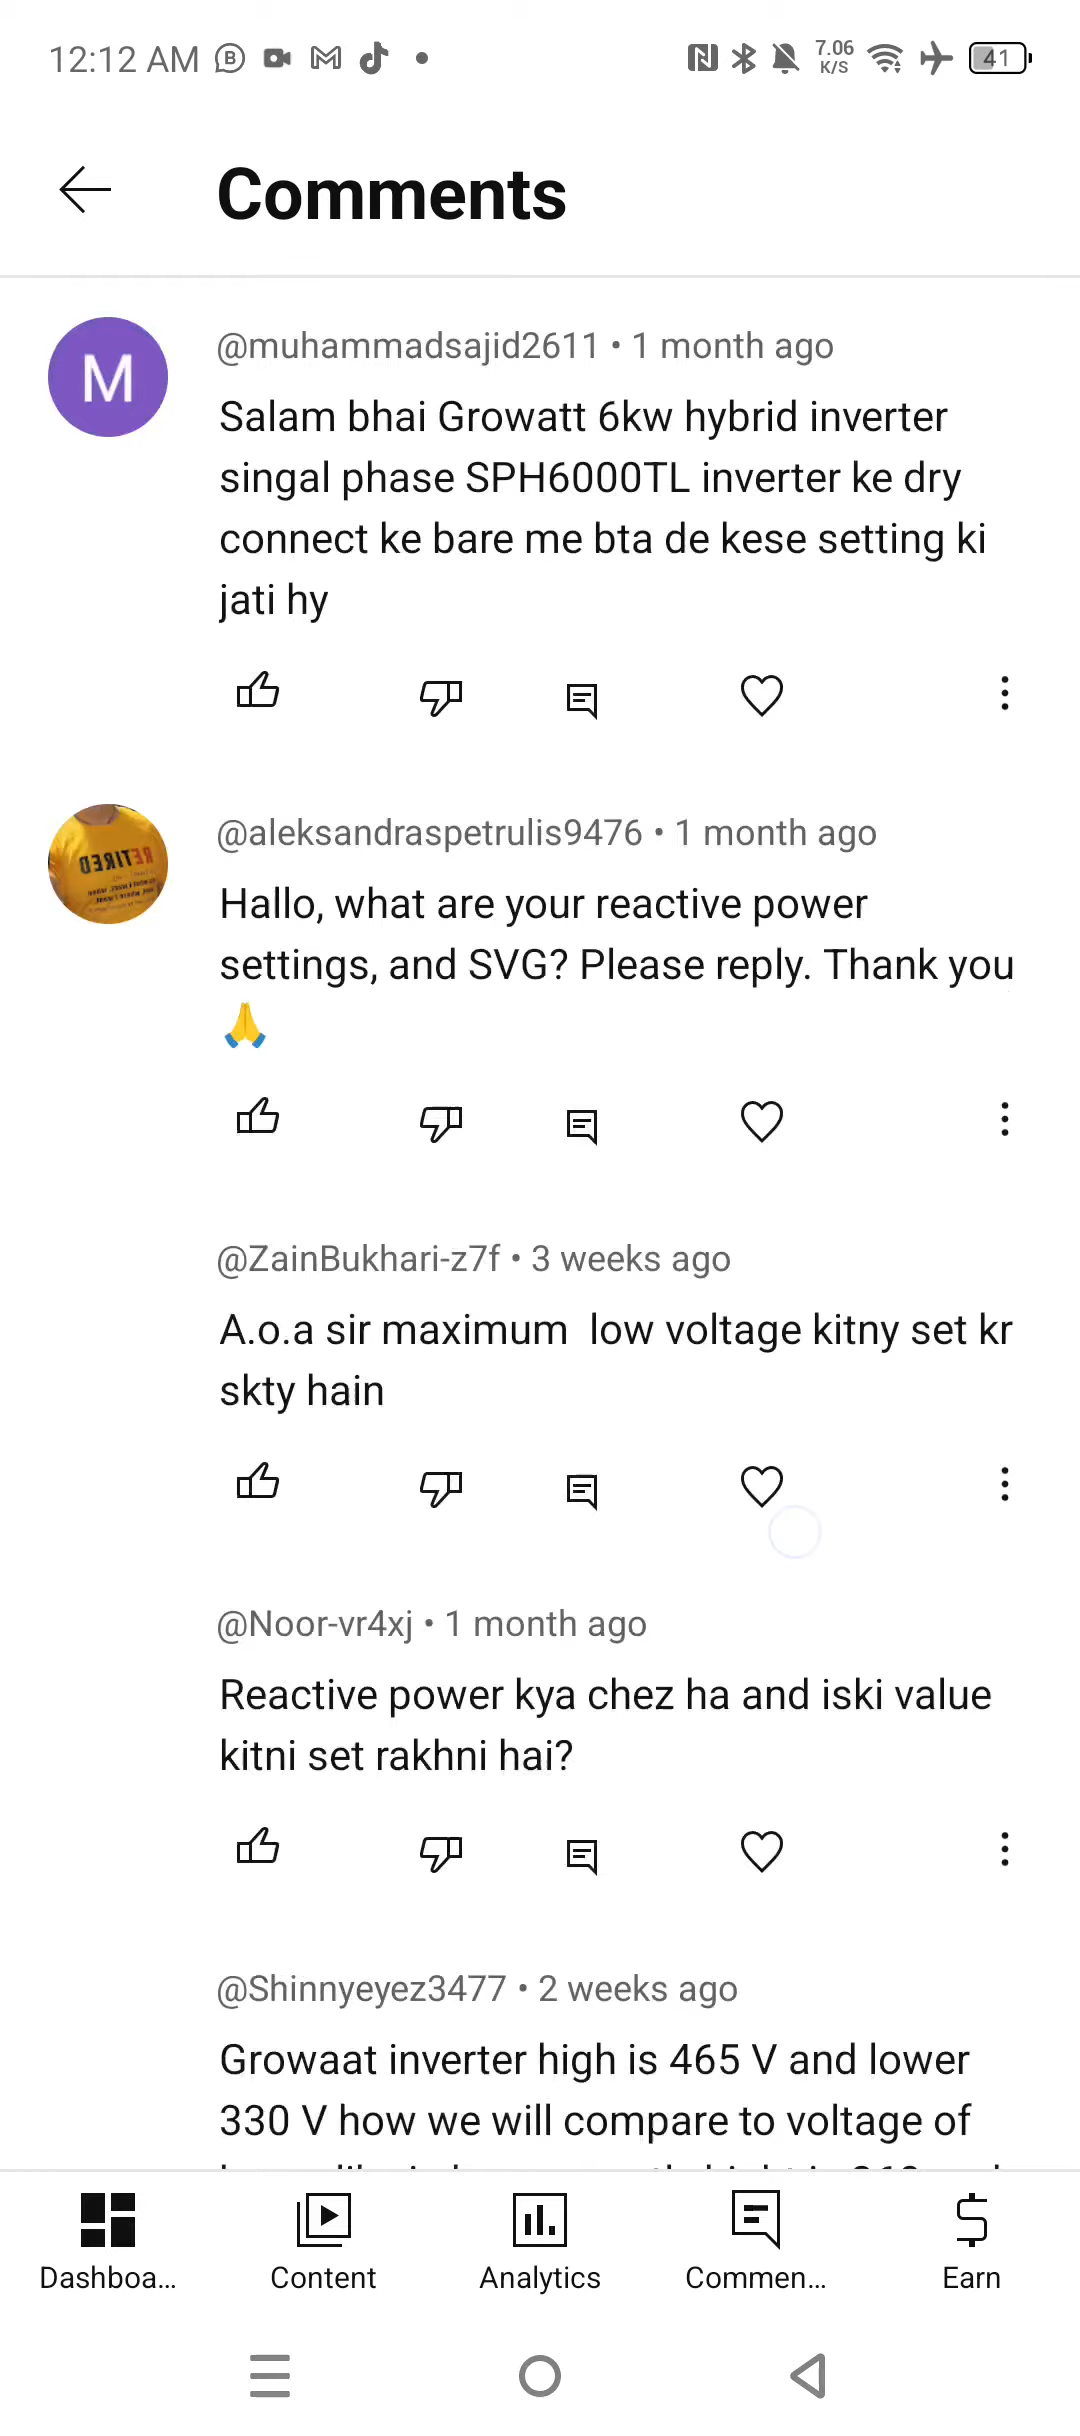 12:12 AM
7.06
K/S
41
Comments
M
@muhammadsajid2611 • 1 month ago
Salam bhai Growatt 6kw hybrid inverter
singal phase SPH6000TL inverter ke dry
connect ke bare me bta de kese setting ki
jati hy
RETIRED
@aleksandraspetrulis9476 • 1 month ago
Hallo, what are your reactive power
settings, and SVG? Please reply. Thank you
🙏
@ZainBukhari-z7f • 3 weeks ago
A.o.a sir maximum  low voltage kitny set kr
skty hain
@Noor-vr4xj • 1 month ago
Reactive power kya chez ha and iski value
kitni set rakhni hai?
@Shinnyeyez3477 • 2 weeks ago
Growaat inverter high is 465 V and lower
330 V how we will compare to voltage of
Dashboa...
Content
Analytics
Commen...
Earn